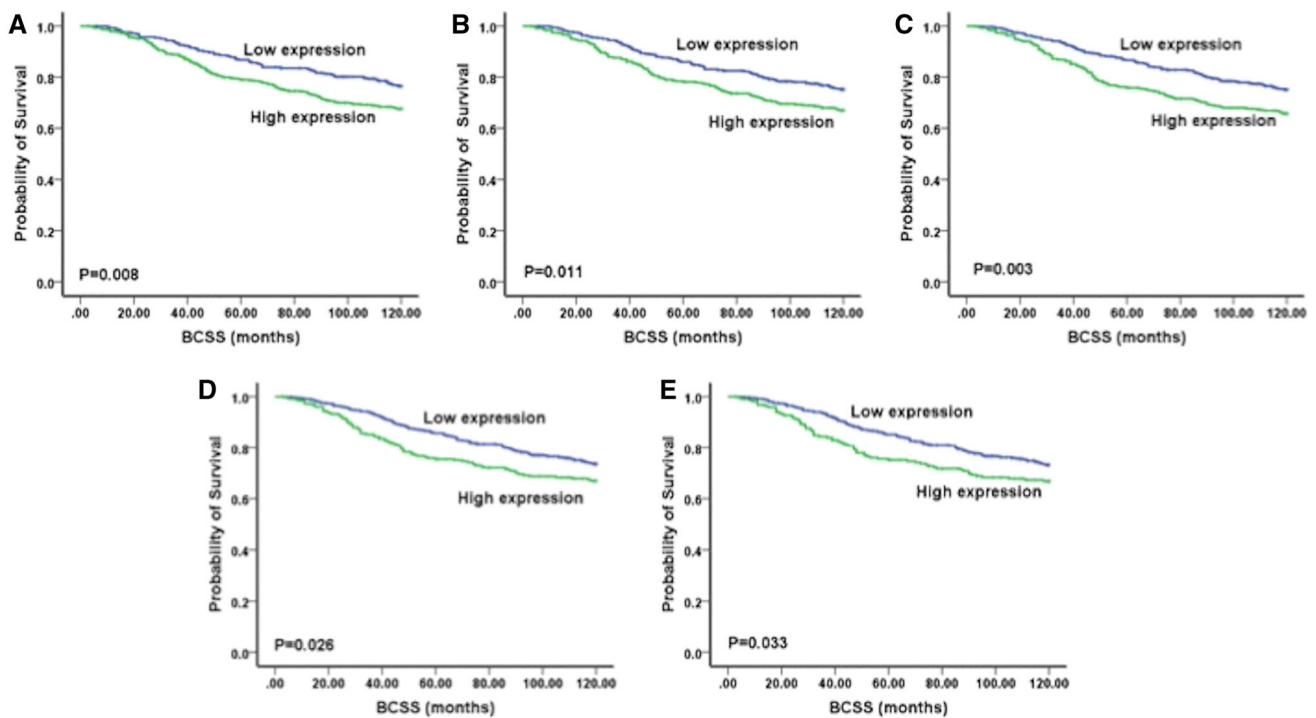 A
Probability of Survival
1.0
0.8
0.6
0.4
0.2
0.0
Low expression
High expression
P=0.008
.00 20.00 40.00 60.00 80.00 100.00 120.00
BCSS (months)
B
Probability of Survival
1.0
0.8
0.6
0.4
0.2
0.0
Low expression
High expression
P=0.011
.00 20.00 40.00 60.00 80.00 100.00 120.00
BCSS (months)
C
Probability of Survival
1.0
0.8
0.6
0.4
0.2
0.0
Low expression
High expression
P=0.003
.00 20.00 40.00 60.00 80.00 100.00 120.00
BCSS (months)
D
Probability of Survival
1.0
0.8
0.6
0.4
0.2
0.0
Low expression
High expression
P=0.026
.00 20.00 40.00 60.00 80.00 100.00 120.00
BCSS (months)
E
Probability of Survival
1.0
0.8
0.6
0.4
0.2
0.0
Low expression
High expression
P=0.033
.00 20.00 40.00 60.00 80.00 100.00 120.00
BCSS (months)